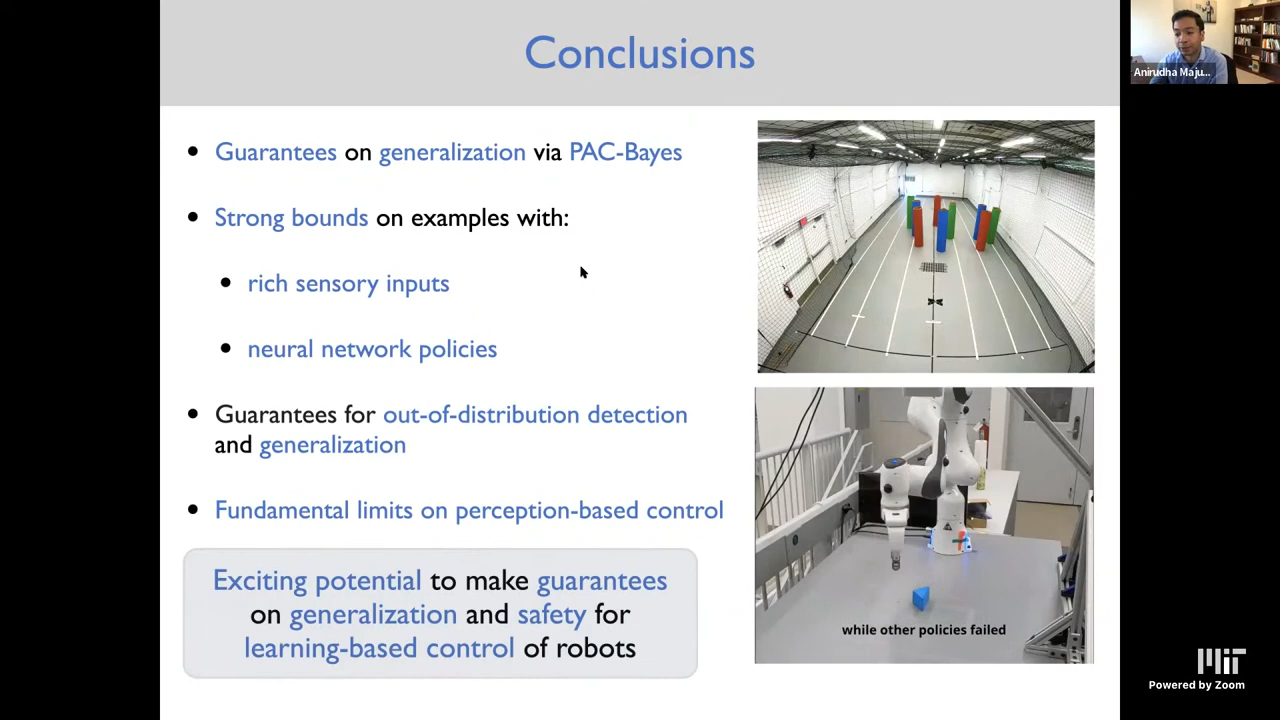 Conclusions
Anirudha Maju...
Guarantees on generalization via PAC-Bayes
Strong bounds on examples with:
rich sensory inputs
neural network policies
Guarantees for out-of-distribution detection
and generalization
Fundamental limits on perception-based control
Exciting potential to make guarantees
on generalization and safety for
learning-based control of robots
while other policies failed
MIT
Powered by Zoom